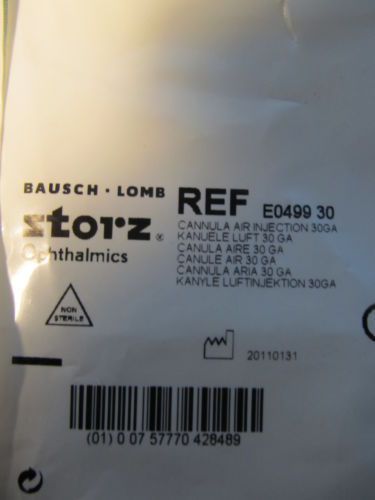 BAUSCH · LOMB
storz®
Ophthalmics
REF E0499 30
CANNULA AIR INJECTION 30GA
KANUELE LUFT 30 GA
CANULA AIRE 30 GA
CANULE AIR 30 GA
CANNULA ARIA 30 GA
KANYLE LUFTINJEKTION 30GA
NON
STERILE
20110131
(01) 0 07 57770 428489